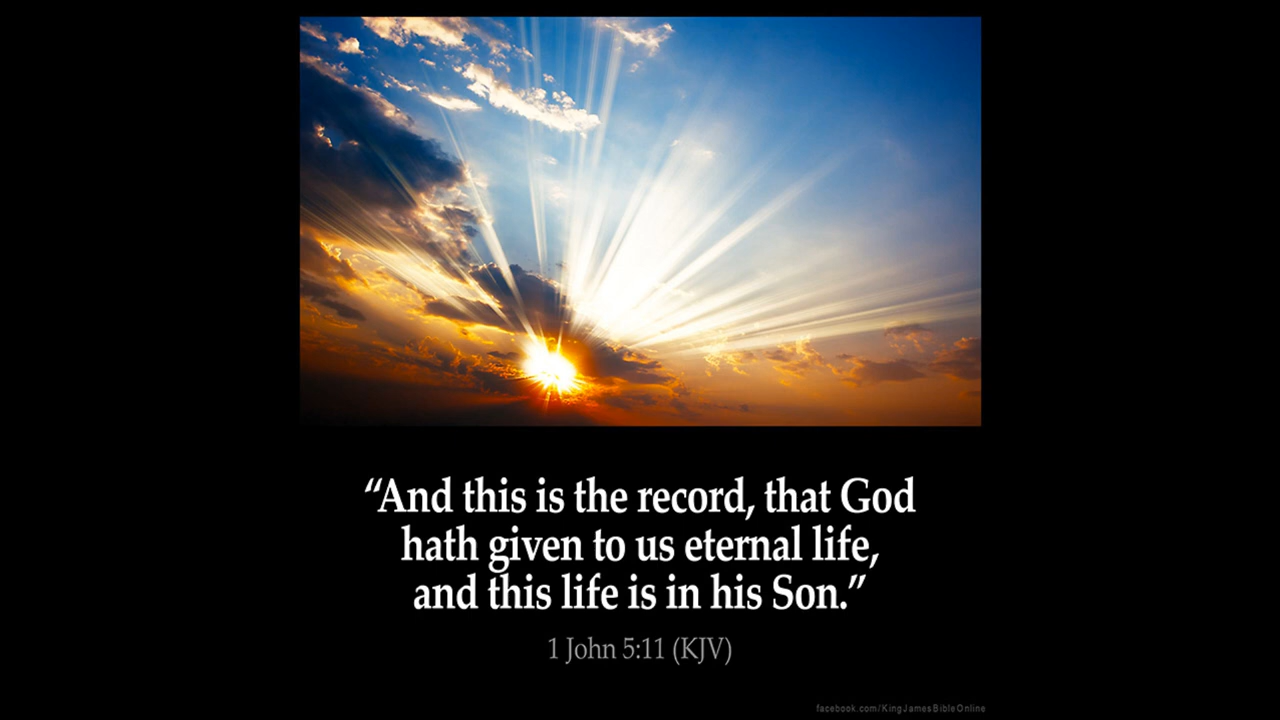 “And this is the record, that God
hath given to us eternal life,
and this life is in his Son.”
1 John 5:11 (KJV)
facebook.com/KingJamesBibleOnline